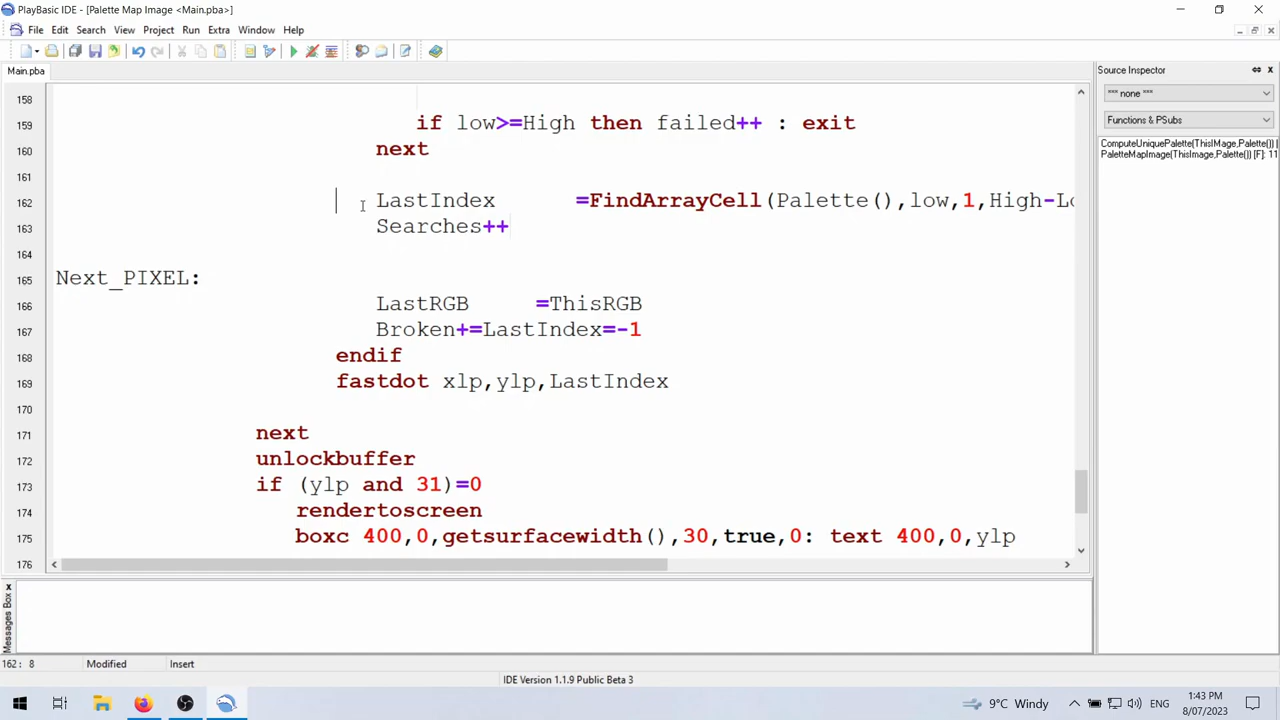 PlayBasic IDE - [Palette Map Image <Main.pba>]
File Edit Search View Project Run Extra Window Help
Main.pba
Source Inspector
*** none ***
Functions & PSubs
ComputeUniquePalette(ThisIMage,Palette()) [
PaletteMapImage(ThisImage,Palette()) [F]: 11
158
159 if low>=High then failed++ : exit
160 next
161
162 LastIndex =FindArrayCell(Palette(),low,1,High-Lo
163 Searches++
164
165 Next_PIXEL:
166 LastRGB =ThisRGB
167 Broken+=LastIndex=-1
168 endif
169 fastdot xlp,ylp,LastIndex
170
171 next
172 unlockbuffer
173 if (ylp and 31)=0
174 rendertoscreen
175 boxc 400,0,getsurfacewidth(),30,true,0: text 400,0,ylp
176
Messages Box
162: 8 Modified Insert
IDE Version 1.1.9 Public Beta 3
9°C Windy ENG 1:43 PM
8/07/2023